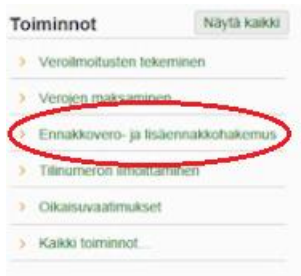 Toiminnot
Näytä kaikki
Veroilmoitusten tekeminen
Verojen maksaminen
Ennakkovero- ja lisäennakkohakemus
Tilinumeron ilmoittaminen
Oikaisuvaatimukset
Kaikki toiminnot...